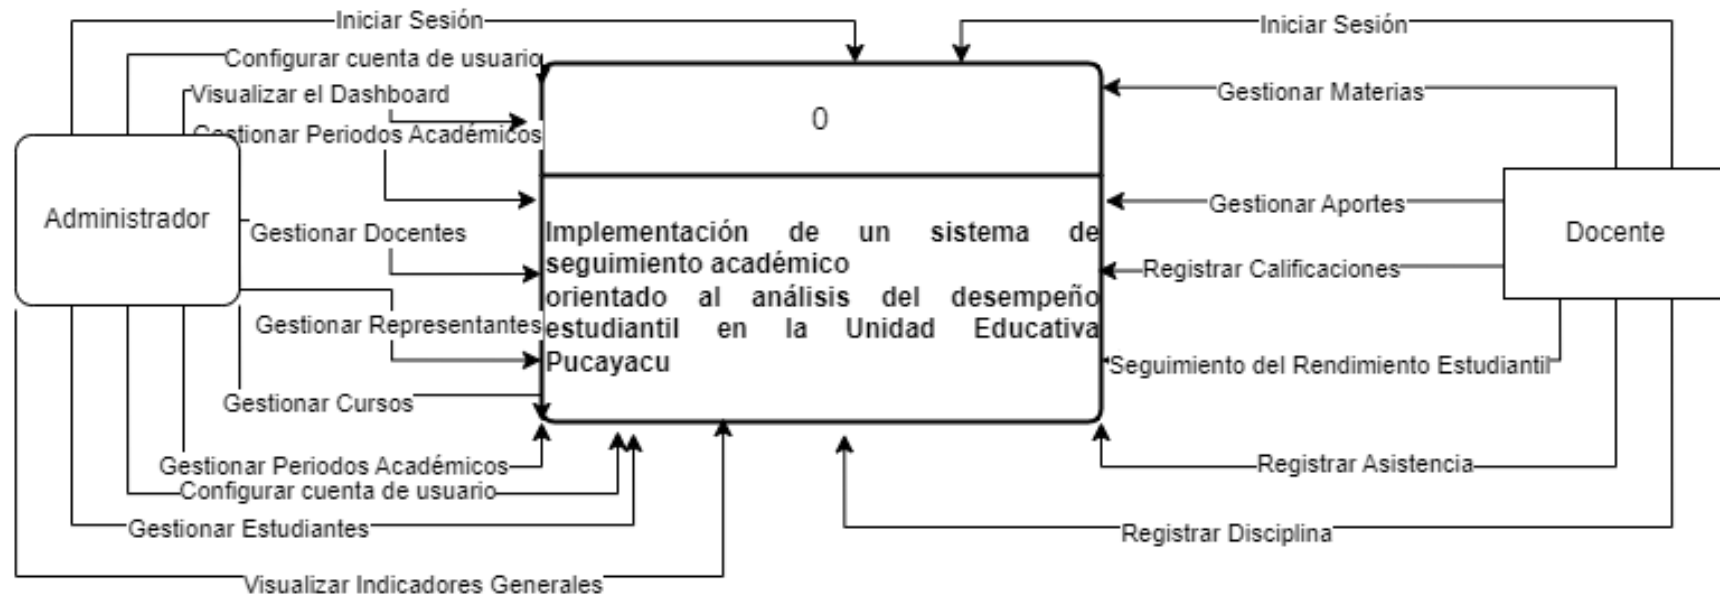 Iniciar Sesión
Iniciar Sesión
Configurar cuenta de usuario
Visualizar el Dashboard
Gestionar Materias
0
Gestionar Periodos Académicos
Administrador
Gestionar Docentes
Gestionar Aportes
Docente
Implementación de un sistema de
seguimiento académico
orientado al análisis del desempeño
estudiantil en la Unidad Educativa
Pucayacu
Registrar Calificaciones
Gestionar Representantes
Seguimiento del Rendimiento Estudiantil
Gestionar Cursos
Gestionar Periodos Académicos
Registrar Asistencia
Configurar cuenta de usuario
Gestionar Estudiantes
Registrar Disciplina
Visualizar Indicadores Generales